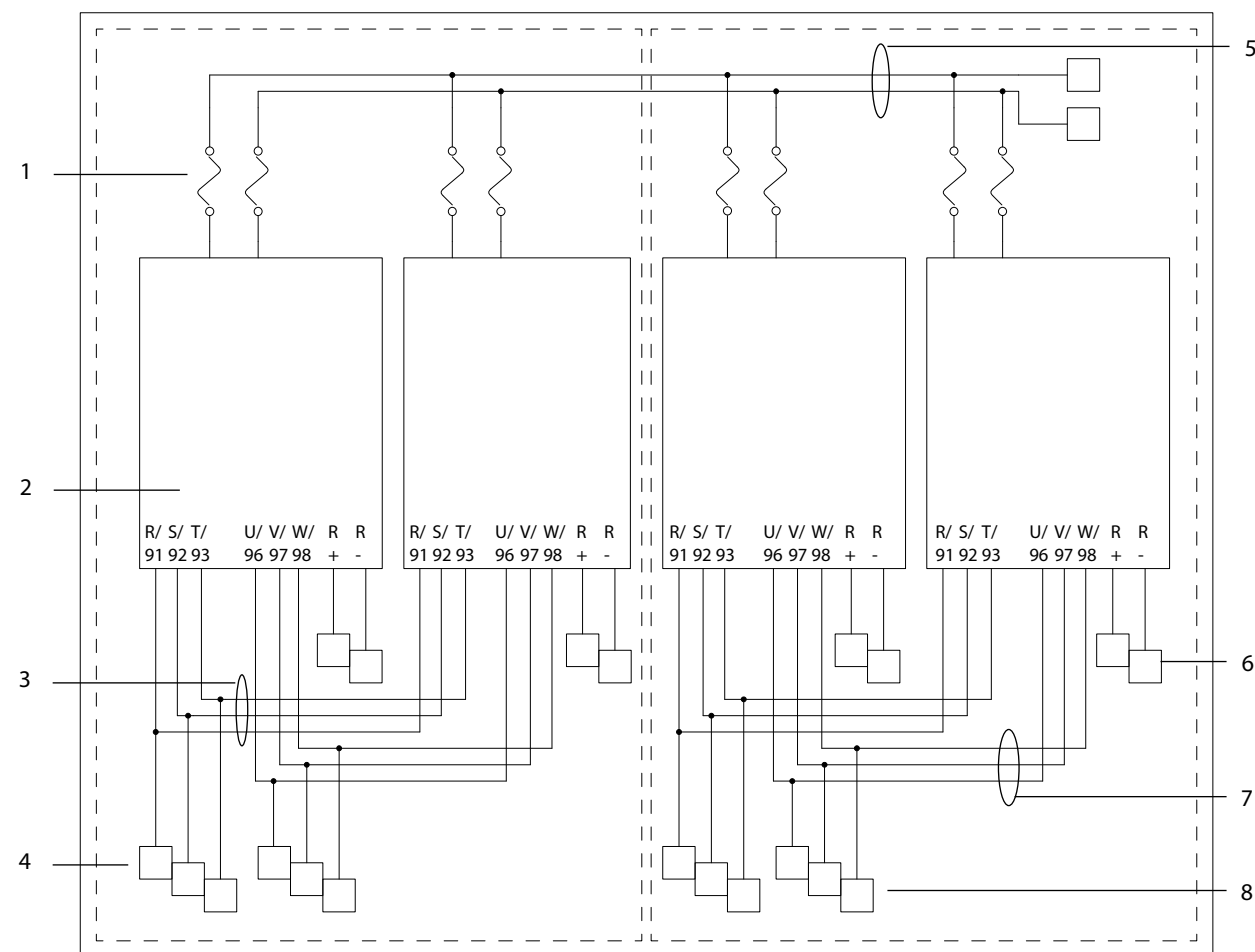 5
1
2
R/ S/ T/ U/ V/ W/ R R
91 92 93 96 97 98 + -
R/ S/ T/ U/ V/ W/ R R
91 92 93 96 97 98 + -
R/ S/ T/ U/ V/ W/ R R
91 92 93 96 97 98 + -
R/ S/ T/ U/ V/ W/ R R
91 92 93 96 97 98 + -
3
6
7
4
8